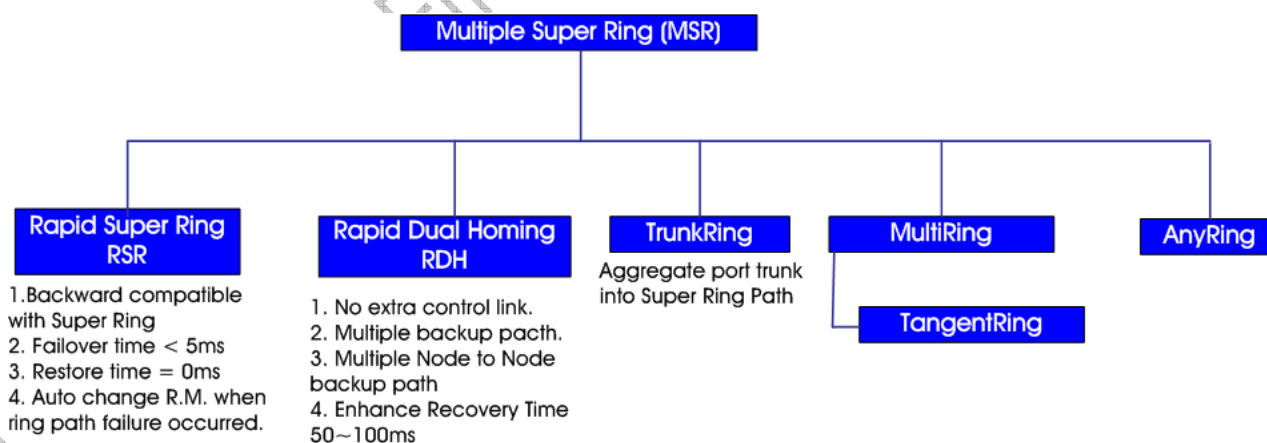 Multiple Super Ring (MSR)
Rapid Super Ring
RSR
1.Backward compatible
with Super Ring
2. Failover time < 5ms
3. Restore time = 0ms
4. Auto change R.M. when
ring path failure occurred.
Rapid Dual Homing
RDH
1. No extra control link.
2. Multiple backup pacth.
3. Multiple Node to Node
backup path
4. Enhance Recovery Time
50~100ms
TrunkRing
Aggregate port trunk
into Super Ring Path
MultiRing
TangentRing
AnyRing